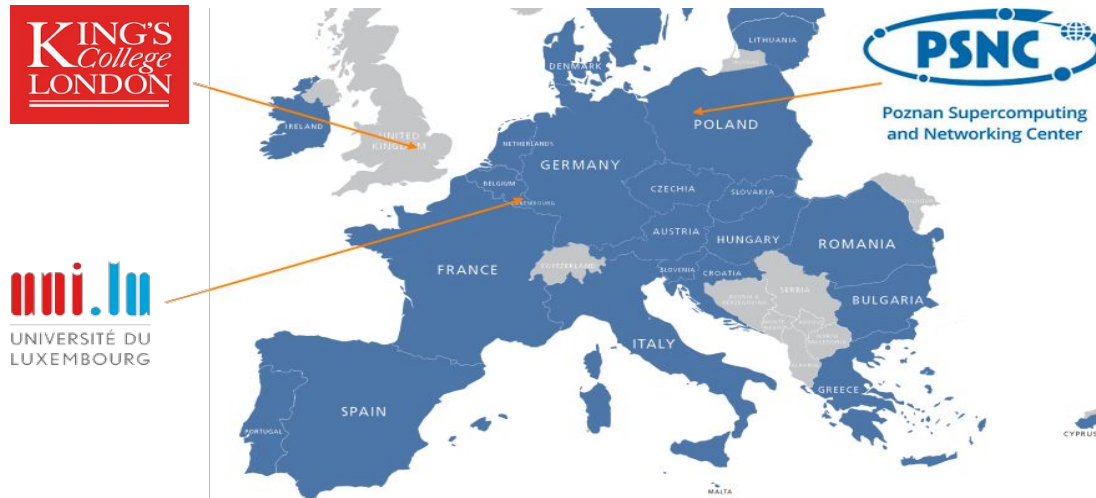 KING'S
College
LONDON
PSNC
Poznan Supercomputing
and Networking Center
uni.lu
UNIVERSITÉ DU
LUXEMBOURG
LITHUANIA
DENMARK
IRELAND
UNITED
KINGDOM
NETHERLANDS
POLAND
GERMANY
BELGIUM
LUXEMBOURG
CZECHIA
SLOVAKIA
AUSTRIA
HUNGARY
ROMANIA
FRANCE
SWITZERLAND
SLOVENIA
CROATIA
SERBIA
BULGARIA
ITALY
SPAIN
PORTUGAL
GREECE
CYPRUS
MALTA